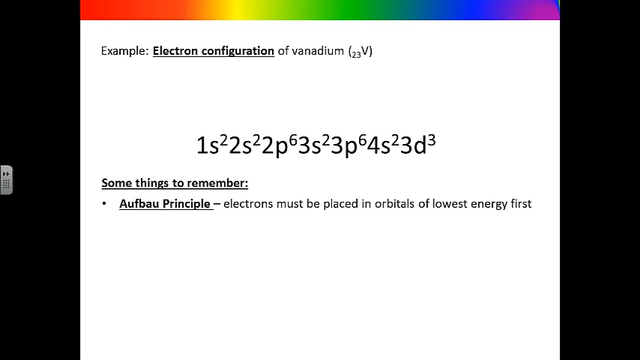 Example: Electron configuration of vanadium (₂₃V)
1s²2s²2p⁶3s²3p⁶4s²3d³
Some things to remember:
• Aufbau Principle – electrons must be placed in orbitals of lowest energy first